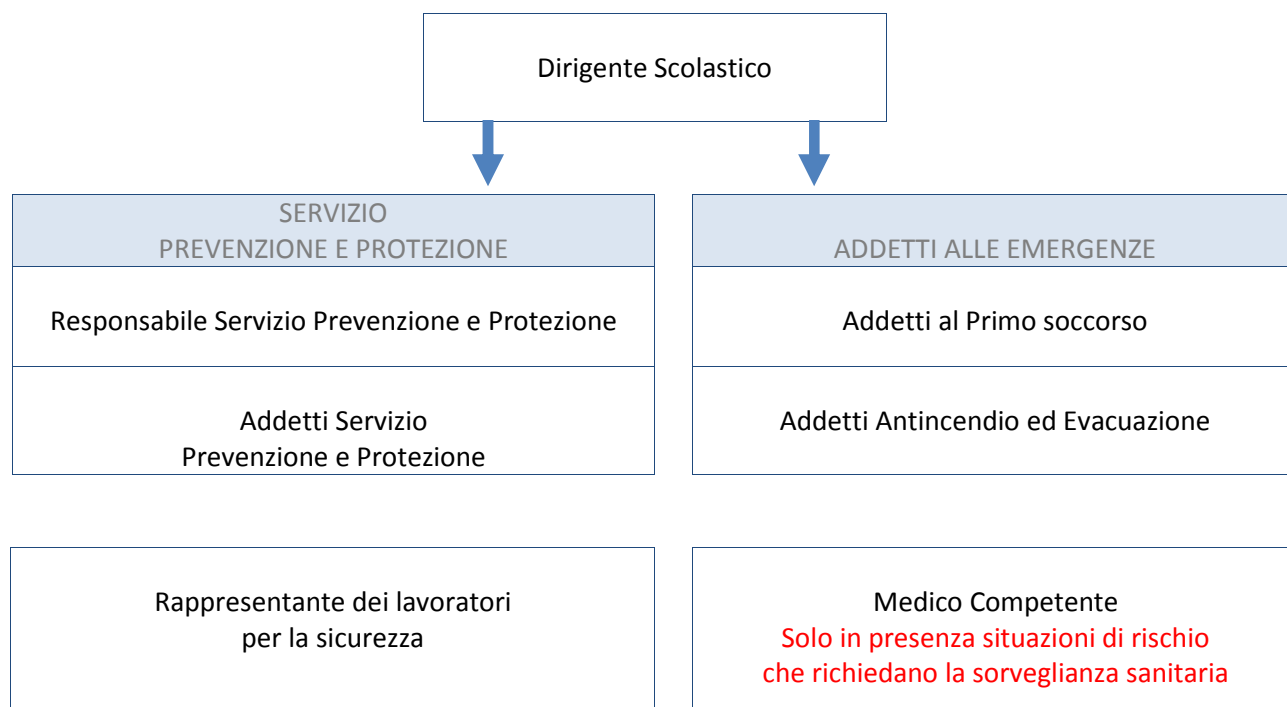 Dirigente Scolastico
SERVIZIO
PREVENZIONE E PROTEZIONE
Responsabile Servizio Prevenzione e Protezione
Addetti Servizio
Prevenzione e Protezione
ADDETTI ALLE EMERGENZE
Addetti al Primo soccorso
Addetti Antincendio ed Evacuazione
Rappresentante dei lavoratori
per la sicurezza
Medico Competente
Solo in presenza situazioni di rischio
che richiedano la sorveglianza sanitaria